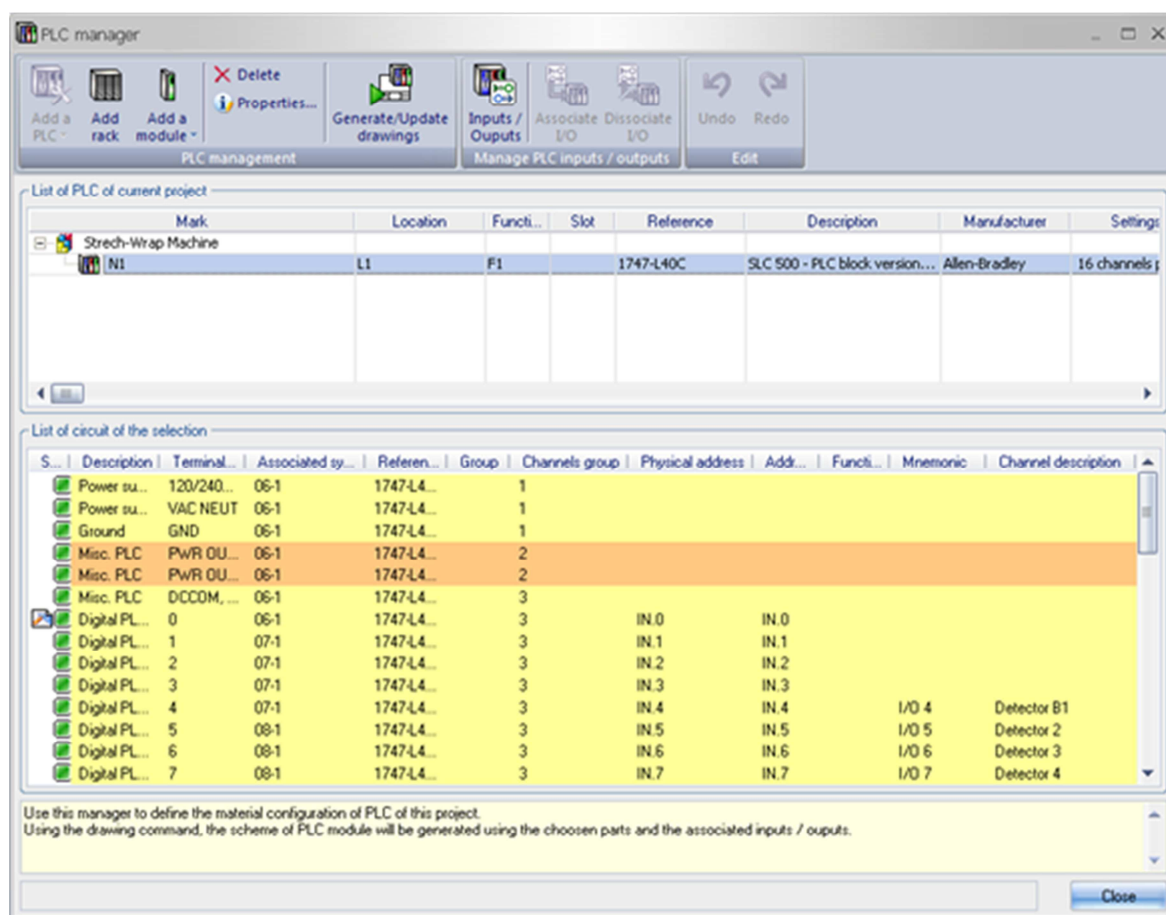 PLC manager
Add a PLC
Add rack
Add a module
Delete
Properties...
Generate/Update drawings
Inputs / Ouputs
Associate I/O
Dissociate I/O
Undo
Redo
PLC management
Manage PLC inputs / outputs
Edit
List of PLC of current project
Mark Location Functi... Slot Reference Description Manufacturer Settings
Strech-Wrap Machine
N1 L1 F1 1747-L40C SLC 500 - PLC block version... Allen-Bradley 16 channels
List of circuit of the selection
S... Description Terminal... Associated sy... Referen... Group Channels group Physical address Addr... Functi... Mnemonic Channel description
Power su... 120/240... 06-1 1747-L4... 1
Power su... VAC NEUT 06-1 1747-L4... 1
Ground GND 06-1 1747-L4... 1
Misc. PLC PWR OU... 06-1 1747-L4... 2
Misc. PLC PWR OU... 06-1 1747-L4... 2
Misc. PLC DCCOM, ... 06-1 1747-L4... 3
Digital PL... 0 06-1 1747-L4... 3 IN.0 IN.0
Digital PL... 1 07-1 1747-L4... 3 IN.1 IN.1
Digital PL... 2 07-1 1747-L4... 3 IN.2 IN.2
Digital PL... 3 07-1 1747-L4... 3 IN.3 IN.3
Digital PL... 4 07-1 1747-L4... 3 IN.4 IN.4 I/O 4 Detector B1
Digital PL... 5 08-1 1747-L4... 3 IN.5 IN.5 I/O 5 Detector 2
Digital PL... 6 08-1 1747-L4... 3 IN.6 IN.6 I/O 6 Detector 3
Digital PL... 7 08-1 1747-L4... 3 IN.7 IN.7 I/O 7 Detector 4
Use this manager to define the material configuration of PLC of this project.
Using the drawing command, the scheme of PLC module will be generated using the choosen parts and the associated inputs / ouputs.
Close